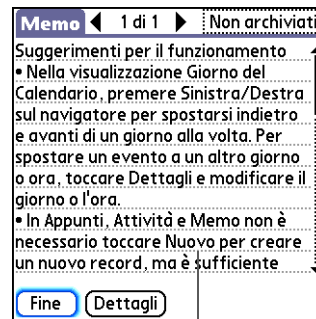 Memo 1 di 1 Non archiviati
Suggerimenti per il funzionamento
• Nella visualizzazione Giorno del
Calendario, premere Sinistra/Destra
sul navigatore per spostarsi indietro
e avanti di un giorno alla volta. Per
spostare un evento a un altro giorno
o ora, toccare Dettagli e modificare il
giorno o l'ora.
• In Appunti, Attività e Memo non è
necessario toccare Nuovo per creare
un nuovo record, ma è sufficiente
Fine Dettagli